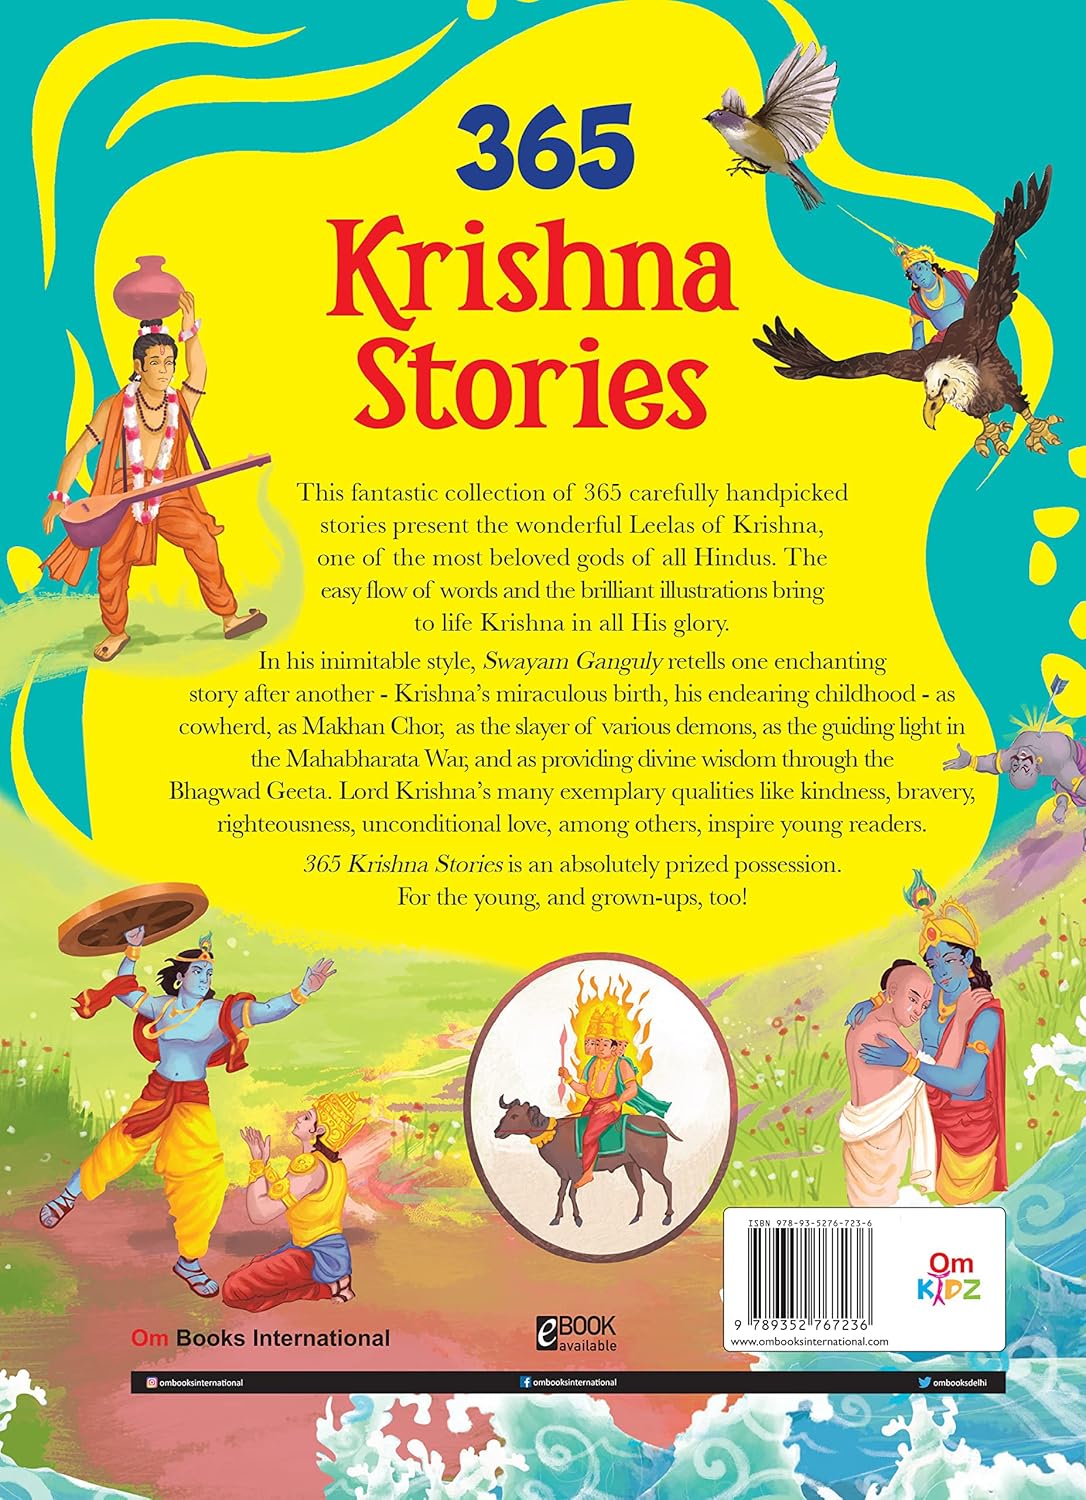 365
Krishna
Stories
This fantastic collection of 365 carefully handpicked
stories present the wonderful Leelas of Krishna,
one of the most beloved gods of all Hindus. The
easy flow of words and the brilliant illustrations bring
to life Krishna in all His glory.
In his inimitable style, Swayam Ganguly retells one enchanting
story after another - Krishna's miraculous birth, his endearing childhood - as
cowherd, as Makhan Chor, as the slayer of various demons, as the guiding light in
the Mahabharata War, and as providing divine wisdom through the
Bhagwad Geeta. Lord Krishna's many exemplary qualities like kindness, bravery,
righteousness, unconditional love, among others, inspire young readers.
365 Krishna Stories is an absolutely prized possession.
For the young, and grown-ups, too!
ISBN 978-93-5276-723-6
9 789352 767236
www.ombooksinternational.com
Om
KIDZ
Om Books International
eBOOK
available
ombooksinternational
ombooksinternational
ombooksdelhi